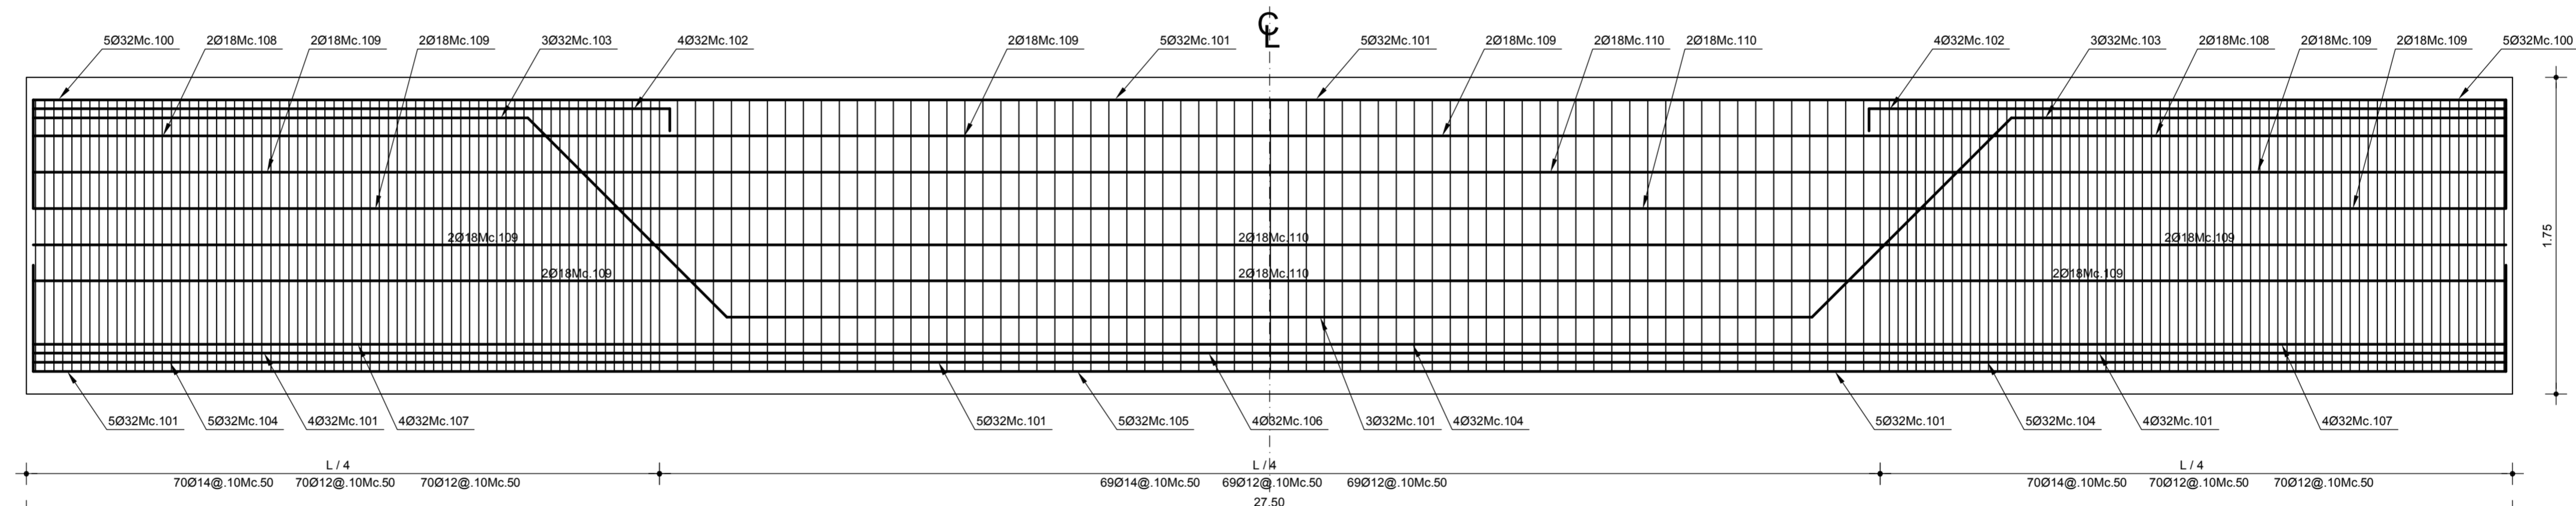 ℄
5Ø32Mc.100 2Ø18Mc.108 2Ø18Mc.109 2Ø18Mc.109 3Ø32Mc.103 4Ø32Mc.102 2Ø18Mc.109 5Ø32Mc.101 5Ø32Mc.101 2Ø18Mc.109 2Ø18Mc.110 2Ø18Mc.110 4Ø32Mc.102 3Ø32Mc.103 2Ø18Mc.108 2Ø18Mc.109 2Ø18Mc.109 5Ø32Mc.100
1.75
2Ø18Mc.109 2Ø18Mc.110 2Ø18Mc.109
2Ø18Mc.109 2Ø18Mc.110 2Ø18Mc.109
5Ø32Mc.101 5Ø32Mc.104 4Ø32Mc.101 4Ø32Mc.107 5Ø32Mc.101 5Ø32Mc.105 4Ø32Mc.106 3Ø32Mc.101 4Ø32Mc.104 5Ø32Mc.101 5Ø32Mc.104 4Ø32Mc.101 4Ø32Mc.107
L / 4 L / 4 L / 4
70Ø14@.10Mc.50 70Ø12@.10Mc.50 70Ø12@.10Mc.50 69Ø14@.10Mc.50 69Ø12@.10Mc.50 69Ø12@.10Mc.50 70Ø14@.10Mc.50 70Ø12@.10Mc.50 70Ø12@.10Mc.50
27.50